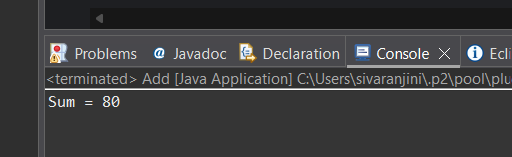 Problems @ Javadoc Declaration Console Ecli
<terminated> Add [Java Application] C:\Users\sivaranjini\.p2\pool\plu
Sum = 80